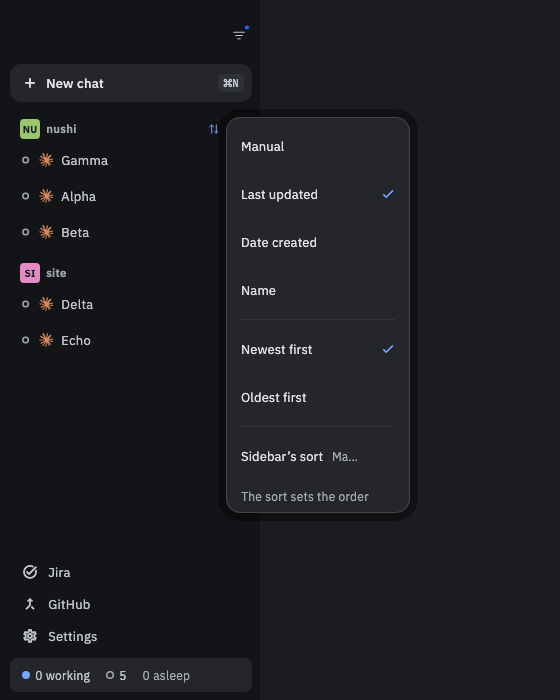 New chat ⌘N
NU nushi
Gamma
Alpha
Beta
SI site
Delta
Echo
Manual
Last updated
Date created
Name
Newest first
Oldest first
Sidebar’s sort Ma…
The sort sets the order
Jira
GitHub
Settings
0 working 5 0 asleep